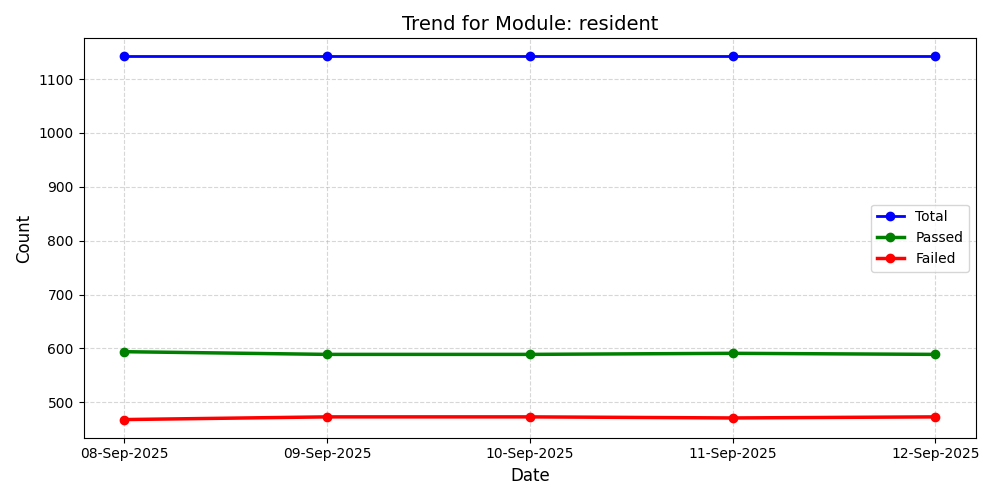 Trend for Module: resident
Count
1100
1000
900
800
700
600
500
Total
Passed
Failed
08-Sep-2025
09-Sep-2025
10-Sep-2025
11-Sep-2025
12-Sep-2025
Date